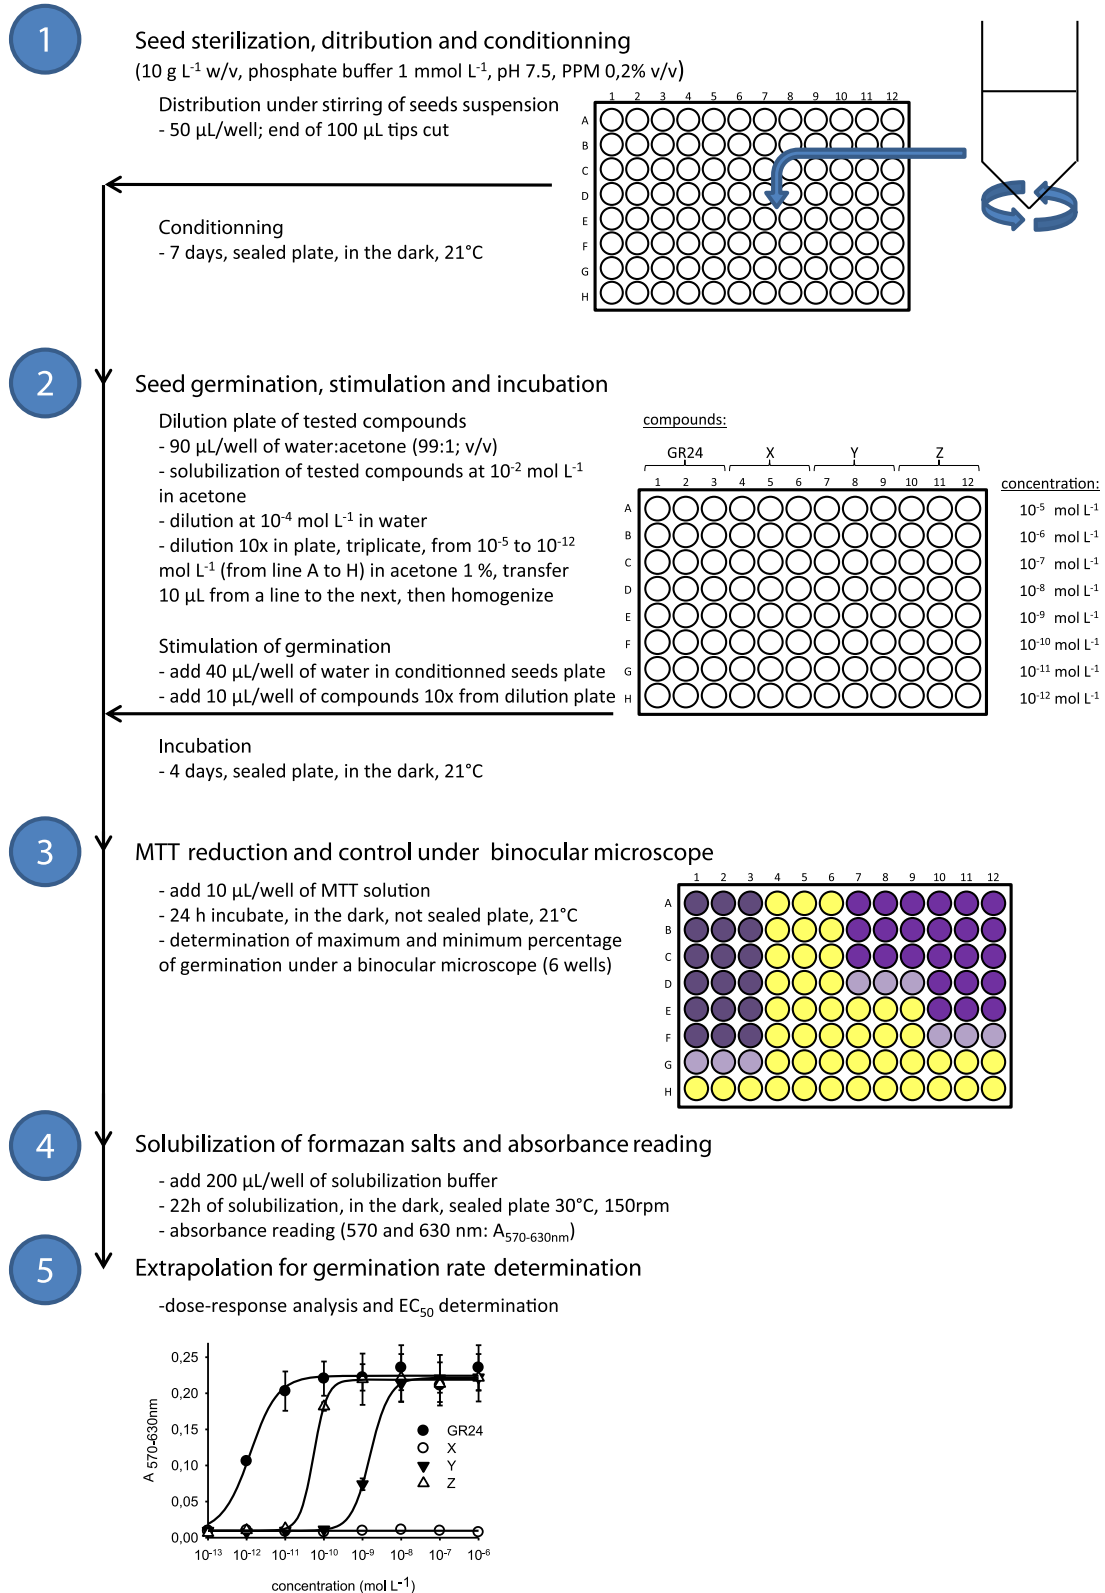 1
Seed sterilization, ditribution and conditionning
(10 g L-1 w/v, phosphate buffer 1 mmol L-1, pH 7.5, PPM 0,2% v/v)
Distribution under stirring of seeds suspension
- 50 µL/well; end of 100 µL tips cut
1 2 3 4 5 6 7 8 9 10 11 12
A
B
C
D
E
F
G
H
Conditionning
- 7 days, sealed plate, in the dark, 21°C
2
Seed germination, stimulation and incubation
Dilution plate of tested compounds
- 90 µL/well of water:acetone (99:1; v/v)
- solubilization of tested compounds at 10-2 mol L-1
in acetone
- dilution at 10-4 mol L-1 in water
- dilution 10x in plate, triplicate, from 10-5 to 10-12
mol L-1 (from line A to H) in acetone 1 %, transfer
10 µL from a line to the next, then homogenize
Stimulation of germination
- add 40 µL/well of water in conditionned seeds plate
- add 10 µL/well of compounds 10x from dilution plate
compounds:
GR24 X Y Z
1 2 3 4 5 6 7 8 9 10 11 12
concentration:
A 10-5 mol L-1
B 10-6 mol L-1
C 10-7 mol L-1
D 10-8 mol L-1
E 10-9 mol L-1
F 10-10 mol L-1
G 10-11 mol L-1
H 10-12 mol L-1
Incubation
- 4 days, sealed plate, in the dark, 21°C
3
MTT reduction and control under binocular microscope
- add 10 µL/well of MTT solution
- 24 h incubate, in the dark, not sealed plate, 21°C
- determination of maximum and minimum percentage
of germination under a binocular microscope (6 wells)
1 2 3 4 5 6 7 8 9 10 11 12
A
B
C
D
E
F
G
H
4
Solubilization of formazan salts and absorbance reading
- add 200 µL/well of solubilization buffer
- 22h of solubilization, in the dark, sealed plate 30°C, 150rpm
- absorbance reading (570 and 630 nm: A570-630nm)
5
Extrapolation for germination rate determination
-dose-response analysis and EC50 determination
A 570-630nm
0,25
0,20
0,15
0,10
0,05
0,00
GR24
X
Y
Z
10-13 10-12 10-11 10-10 10-9 10-8 10-7 10-6
concentration (mol L-1)